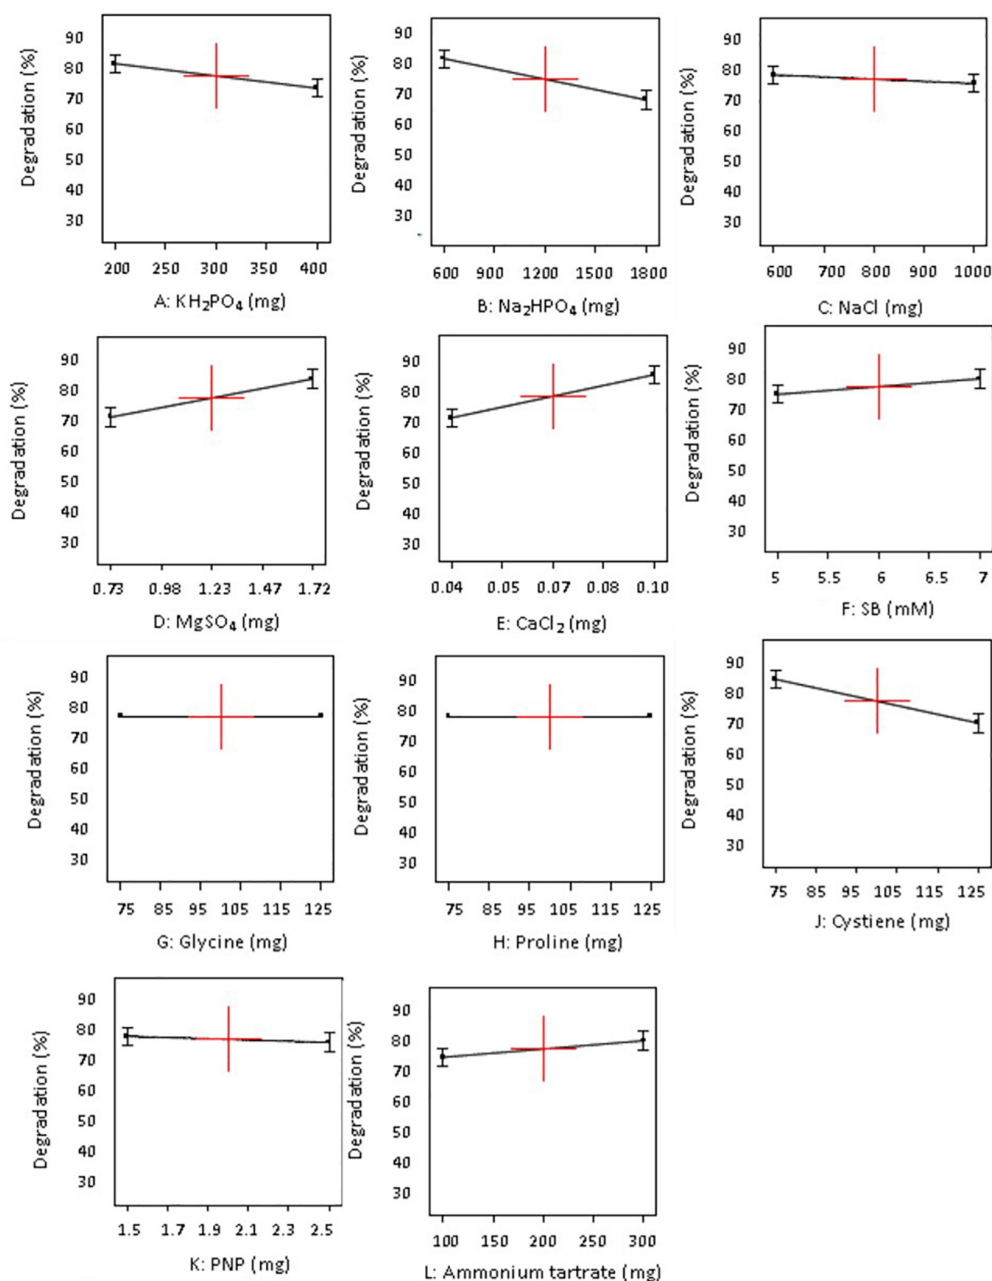 Degradation (%)
90
80
70
60
50
40
30
200 250 300 350 400
A: KH₂PO₄ (mg)
Degradation (%)
90
80
70
60
50
40
30
600 900 1200 1500 1800
B: Na₂HPO₄ (mg)
Degradation (%)
90
80
70
60
50
40
30
600 700 800 900 1000
C: NaCl (mg)
Degradation (%)
90
80
70
60
50
40
30
0.73 0.98 1.23 1.47 1.72
D: MgSO₄ (mg)
Degradation (%)
90
80
70
60
50
40
30
0.04 0.05 0.07 0.08 0.10
E: CaCl₂ (mg)
Degradation (%)
90
80
70
60
50
40
30
5 5.5 6 6.5 7
F: SB (mM)
Degradation (%)
90
80
70
60
50
40
30
75 85 95 105 115 125
G: Glycine (mg)
Degradation (%)
90
80
70
60
50
40
30
75 85 95 105 115 125
H: Proline (mg)
Degradation (%)
90
80
70
60
50
40
30
75 85 95 105 115 125
J: Cystiene (mg)
Degradation (%)
90
80
70
60
50
40
30
1.5 1.7 1.9 2.1 2.3 2.5
K: PNP (mg)
Degradation (%)
90
80
70
60
50
40
30
100 150 200 250 300
L: Ammonium tartrate (mg)